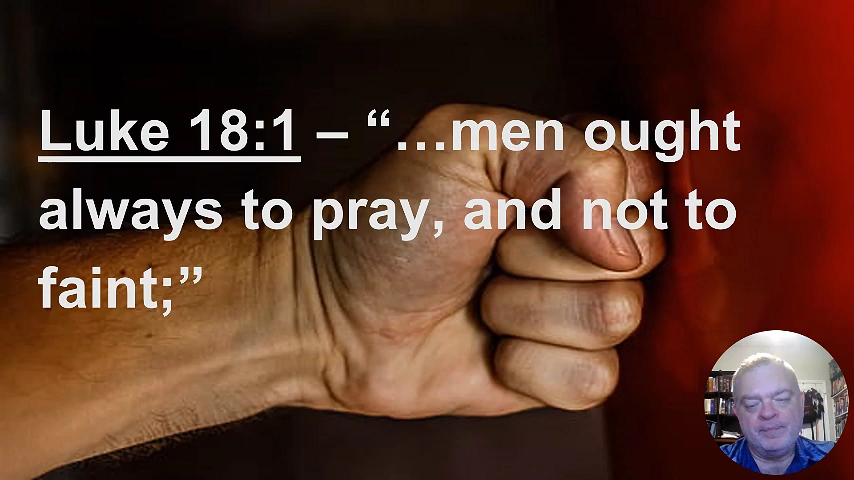 Luke 18:1 – “…men ought
always to pray, and not to
faint;”